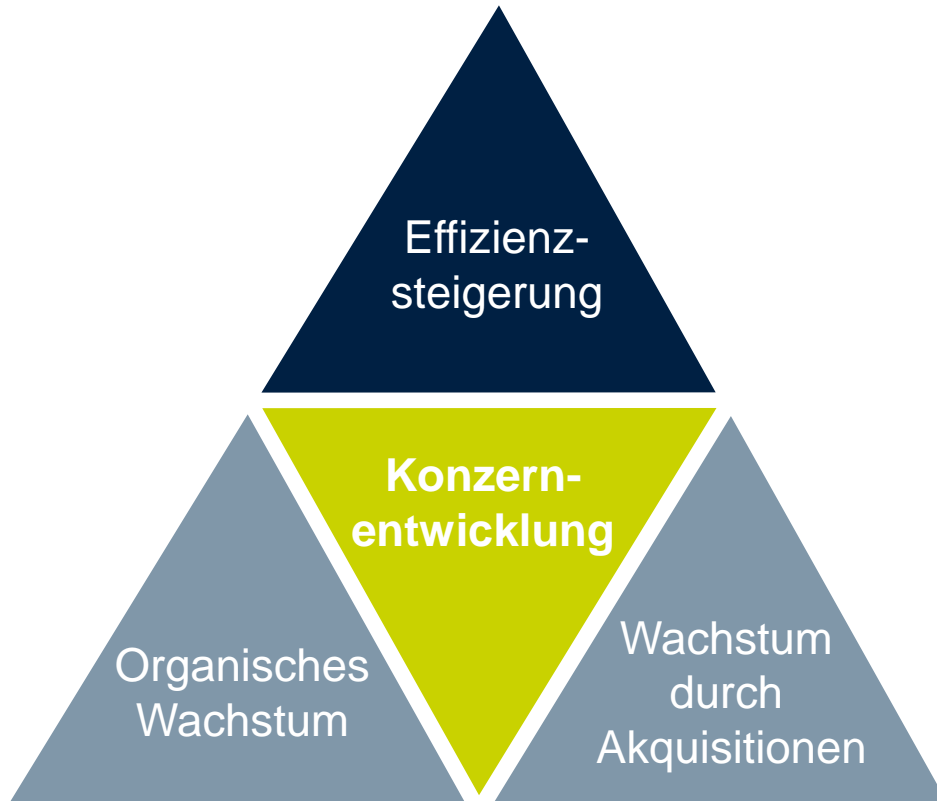 Effizienz-
steigerung
Konzern-
entwicklung
Organisches
Wachstum
Wachstum
durch
Akquisitionen